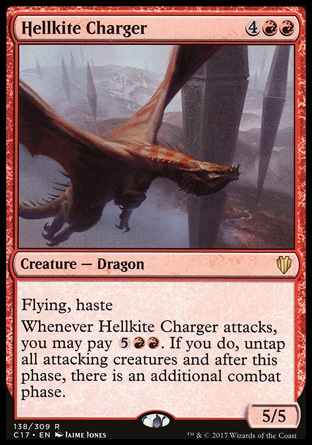 Hellkite Charger 4
Creature — Dragon
Flying, haste
Whenever Hellkite Charger attacks,
you may pay 5 . If you do, untap
all attacking creatures and after this
phase, there is an additional combat
phase.
5/5
138/309 R
C17 • EN JAIME JONES
™ & © 2017 Wizards of the Coast